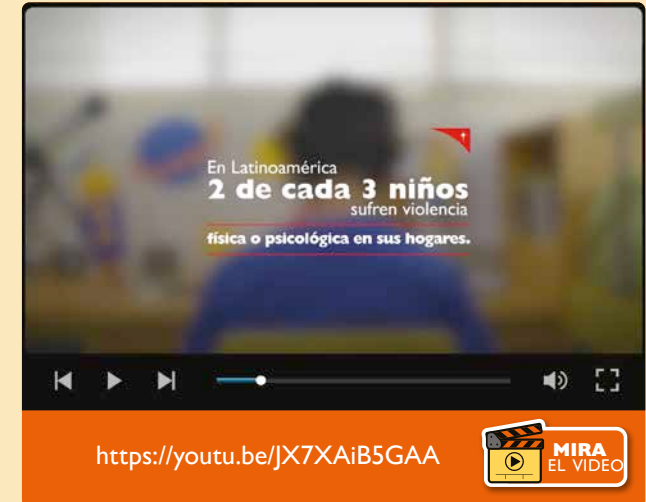 En Latinoamérica
2 de cada 3 niños
sufren violencia
física o psicológica en sus hogares.
https://youtu.be/JX7XAiB5GAA
MIRA
EL VIDEO